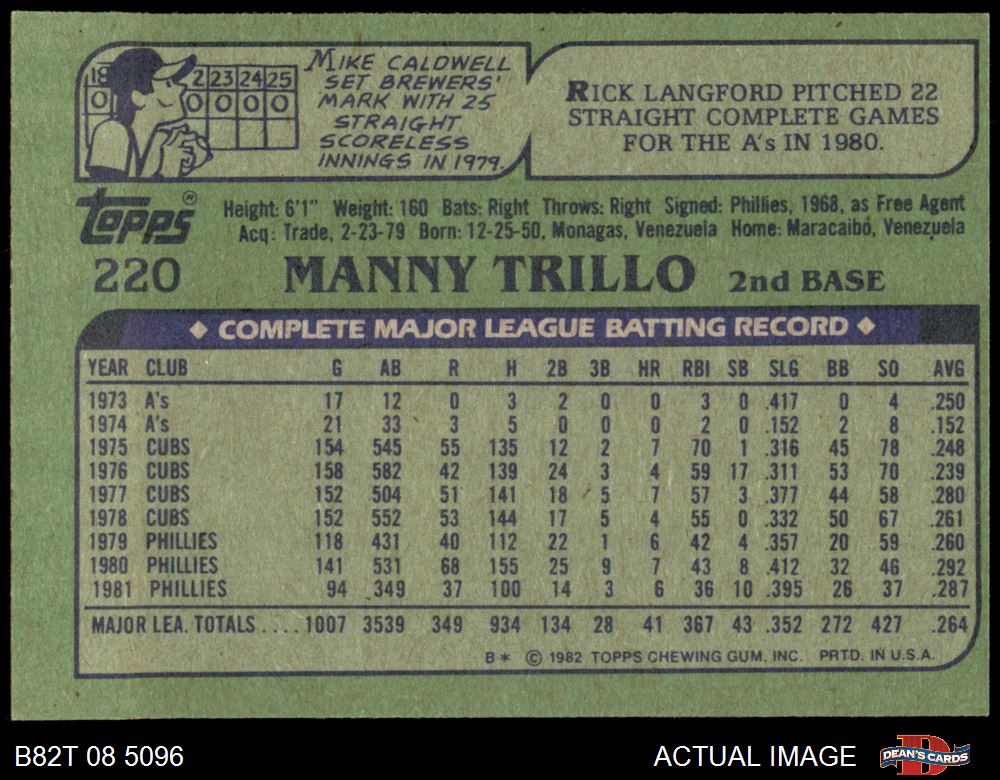 18 2 23 24 25
0 0 0 0 0
MIKE CALDWELL
SET BREWERS'
MARK WITH 25
STRAIGHT
SCORELESS
INNINGS IN 1979.
RICK LANGFORD PITCHED 22
STRAIGHT COMPLETE GAMES
FOR THE A's IN 1980.
Topps®
Height: 6'1" Weight: 160 Bats: Right Throws: Right Signed: Phillies, 1968, as Free Agent
Acq: Trade, 2-23-79 Born: 12-25-50, Monagas, Venezuela Home: Maracaibo, Venezuela
220 MANNY TRILLO 2nd BASE
◆ COMPLETE MAJOR LEAGUE BATTING RECORD ◆
YEAR CLUB G AB R H 2B 3B HR RBI SB SLG BB SO AVG
1973 A's 17 12 0 3 2 0 0 3 0 .417 0 4 .250
1974 A's 21 33 3 5 0 0 0 2 0 .152 2 8 .152
1975 CUBS 154 545 55 135 12 2 7 70 1 .316 45 78 .248
1976 CUBS 158 582 42 139 24 3 4 59 17 .311 53 70 .239
1977 CUBS 152 504 51 141 18 5 7 57 3 .377 44 58 .280
1978 CUBS 152 552 53 144 17 5 4 55 0 .332 50 67 .261
1979 PHILLIES 118 431 40 112 22 1 6 42 4 .357 20 59 .260
1980 PHILLIES 141 531 68 155 25 9 7 43 8 .412 32 46 .292
1981 PHILLIES 94 349 37 100 14 3 6 36 10 .395 26 37 .287
MAJOR LEA. TOTALS .... 1007 3539 349 934 134 28 41 367 43 .352 272 427 .264
B* © 1982 TOPPS CHEWING GUM, INC. PRTD. IN U.S.A.
B82T 08 5096 ACTUAL IMAGE D DEAN'S CARDS